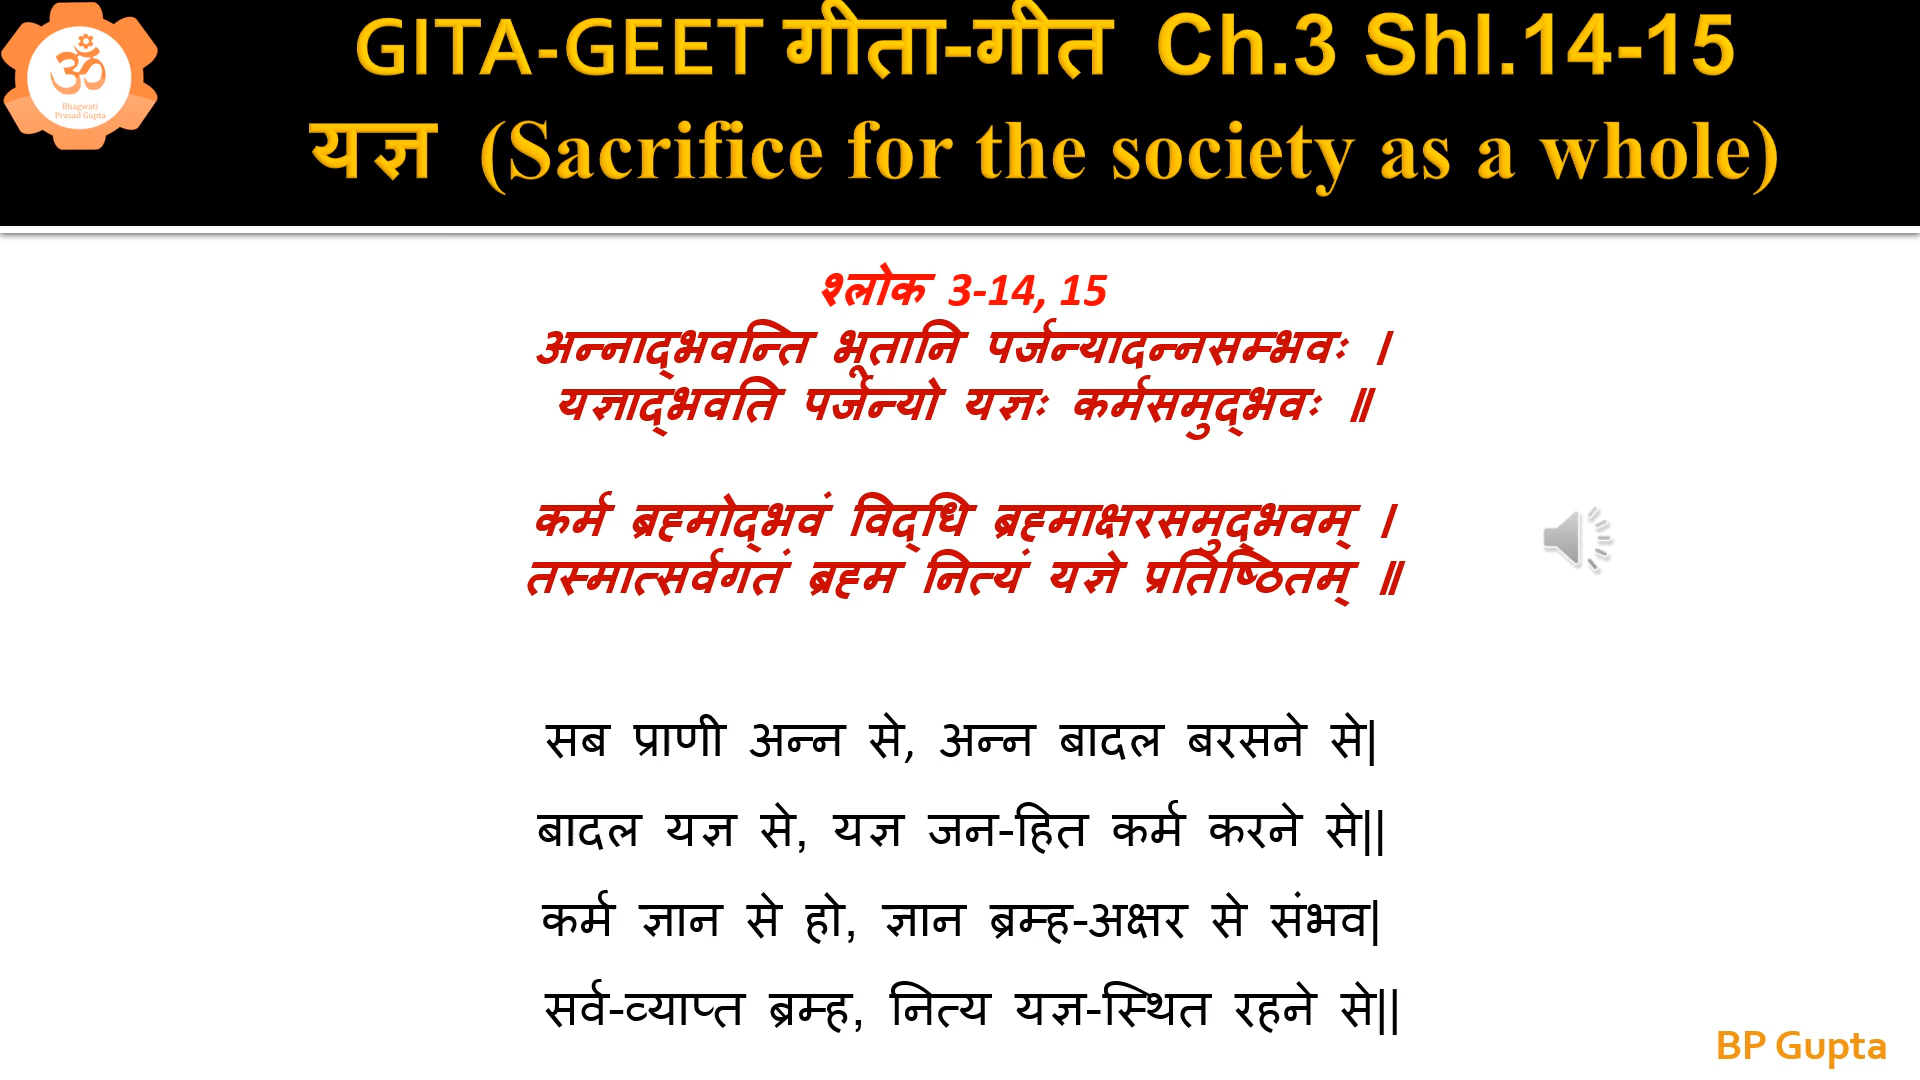 ॐ
Bhagwati
Prasad Gupta
GITA-GEET गीता-गीत Ch.3 Shl.14-15
यज्ञ (Sacrifice for the society as a whole)
श्लोक 3-14, 15
अन्नाद्भवन्ति भूतानि पर्जन्यादन्नसम्भवः ।
यज्ञाद्भवति पर्जन्यो यज्ञः कर्मसमुद्भवः ॥
कर्म ब्रह्मोद्भवं विद्धि ब्रह्माक्षरसमुद्भवम् ।
तस्मात्सर्वगतं ब्रह्म नित्यं यज्ञे प्रतिष्ठितम् ॥
सब प्राणी अन्न से, अन्न बादल बरसने से|
बादल यज्ञ से, यज्ञ जन-हित कर्म करने से||
कर्म ज्ञान से हो, ज्ञान ब्रम्ह-अक्षर से संभव|
सर्व-व्याप्त ब्रम्ह, नित्य यज्ञ-स्थित रहने से||
BP Gupta